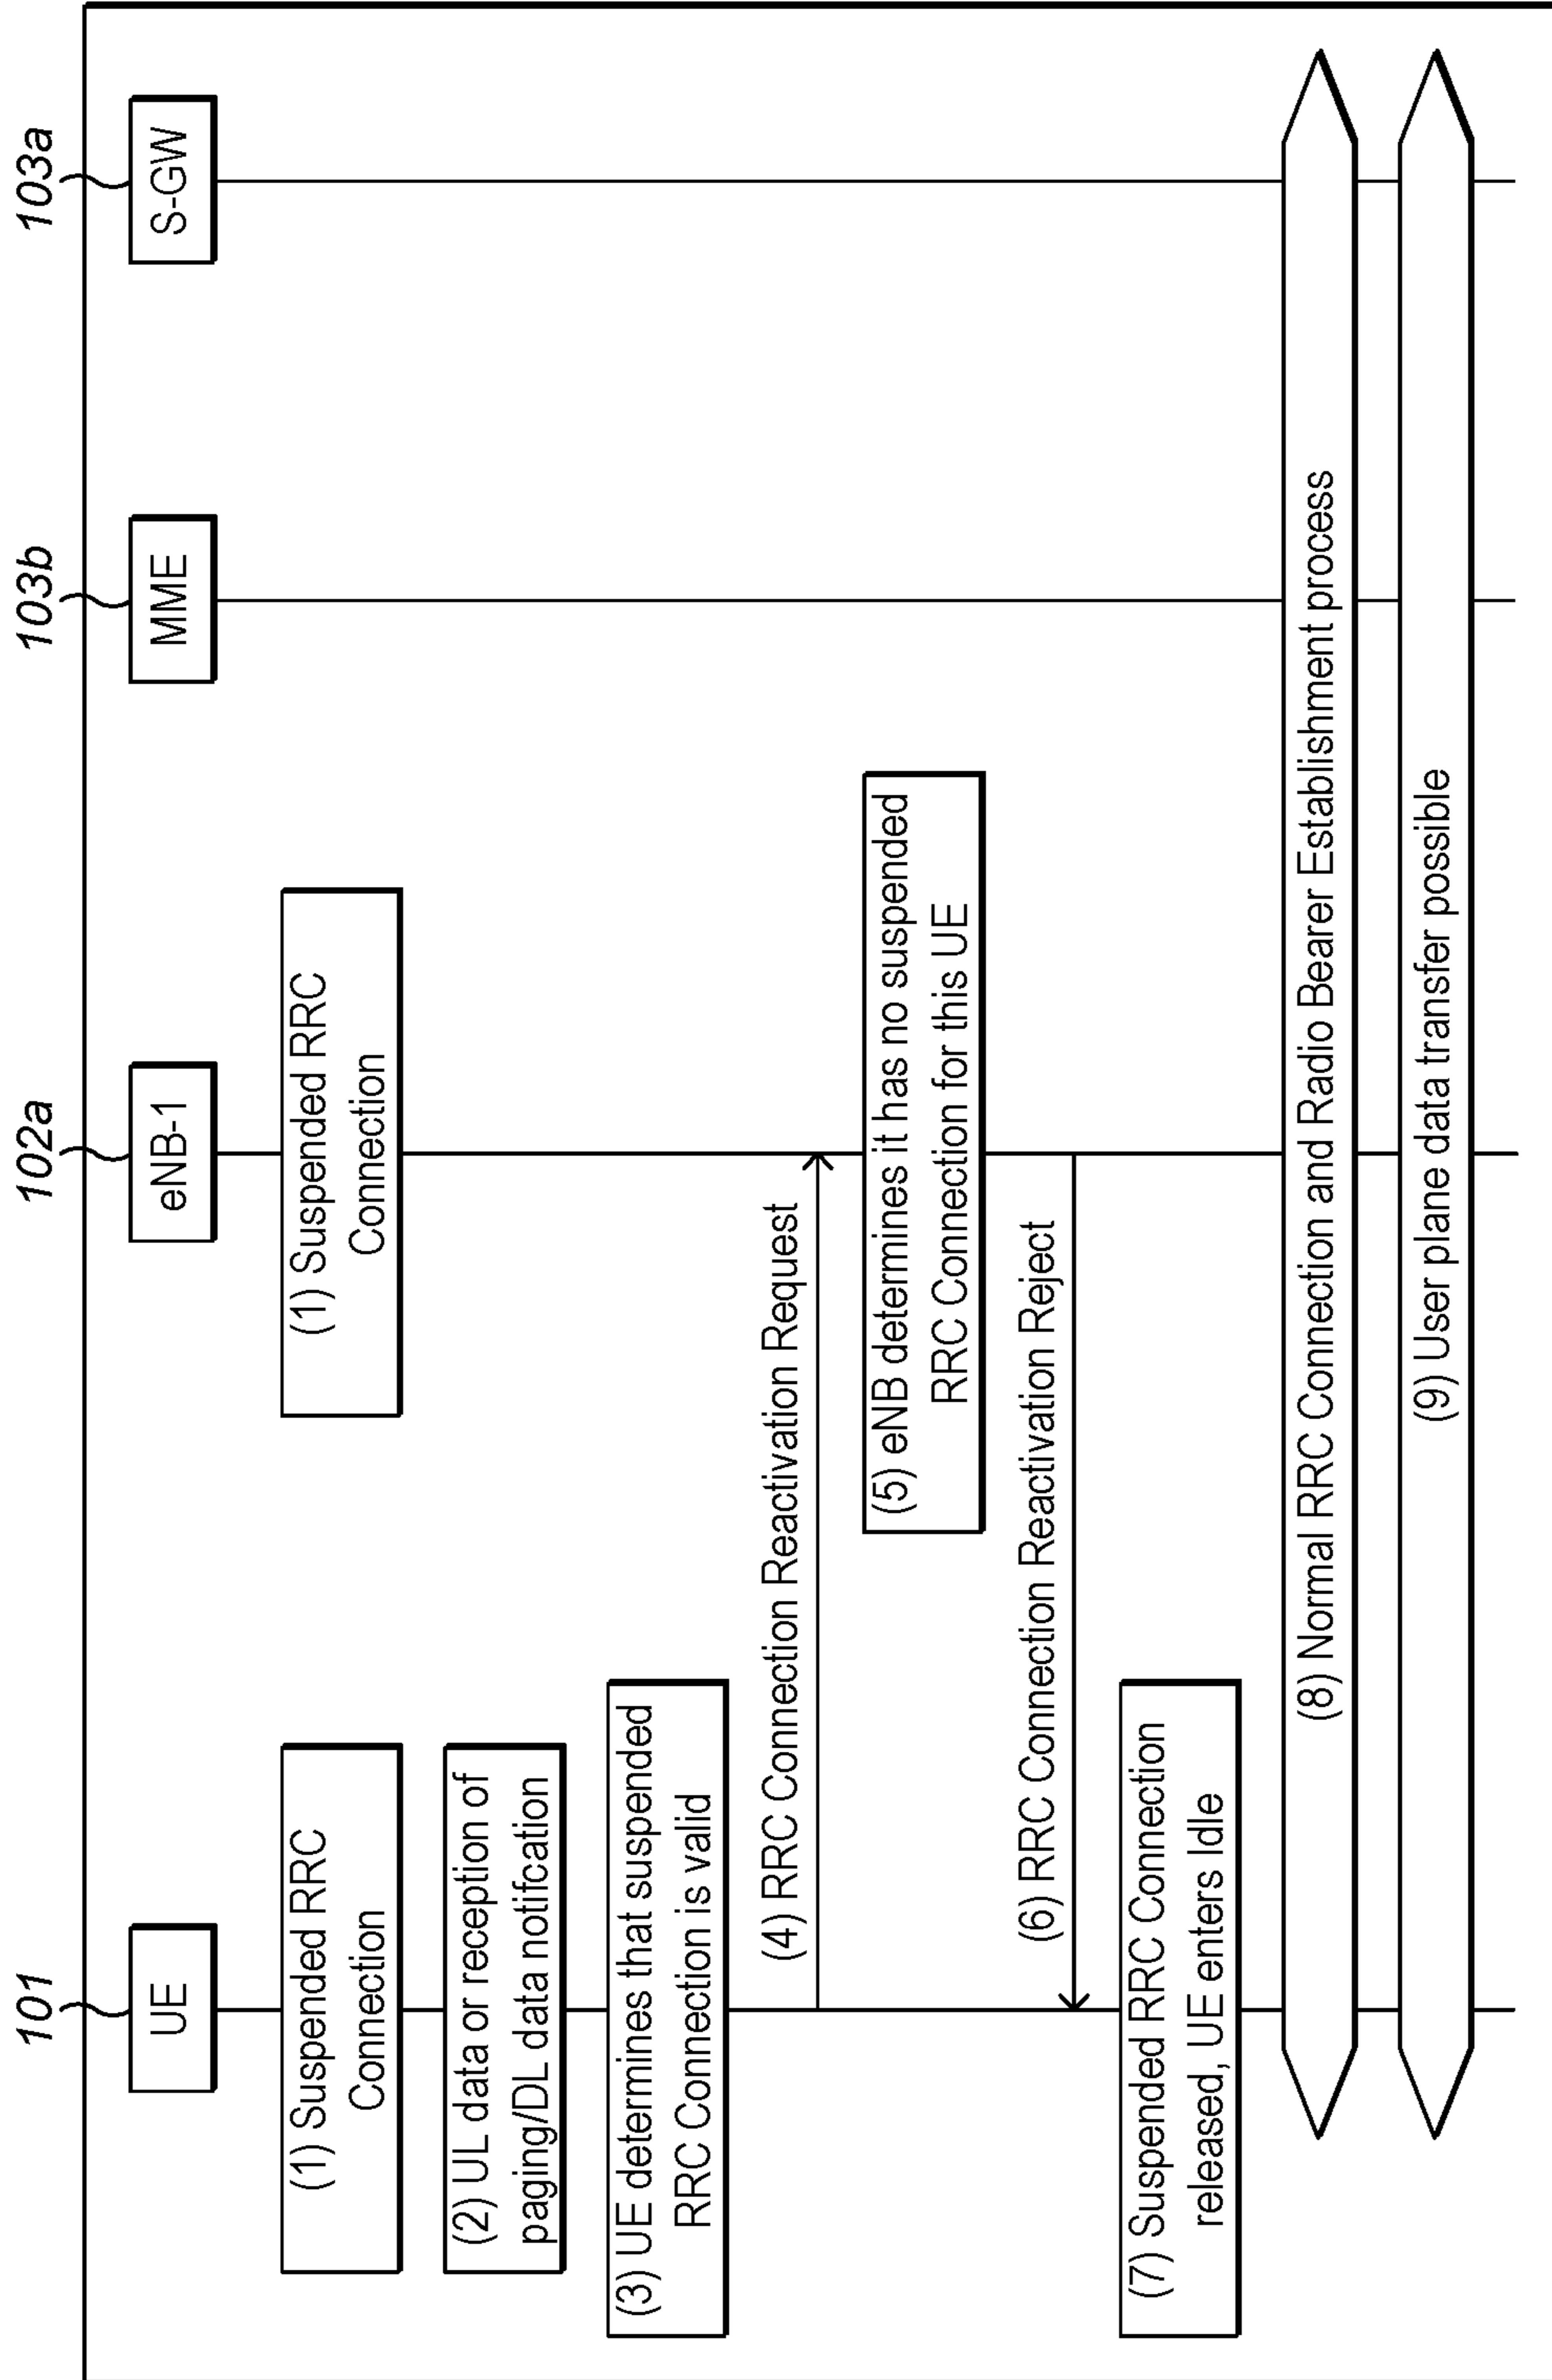 101
102a
103b
103a
UE
eNB-1
MME
S-GW
(1) Suspended RRC
Connection
(1) Suspended RRC
Connection
(2) UL data or reception of
paging/DL data notifcation
(3) UE determines that suspended
RRC Connection is valid
(4) RRC Connection Reactivation Request
(5) eNB determines it has no suspended
RRC Connection for this UE
(6) RRC Connection Reactivation Reject
(7) Suspended RRC Connection
released, UE enters Idle
(8) Normal RRC Connection and Radio Bearer Establishment process
(9) User plane data transfer possible